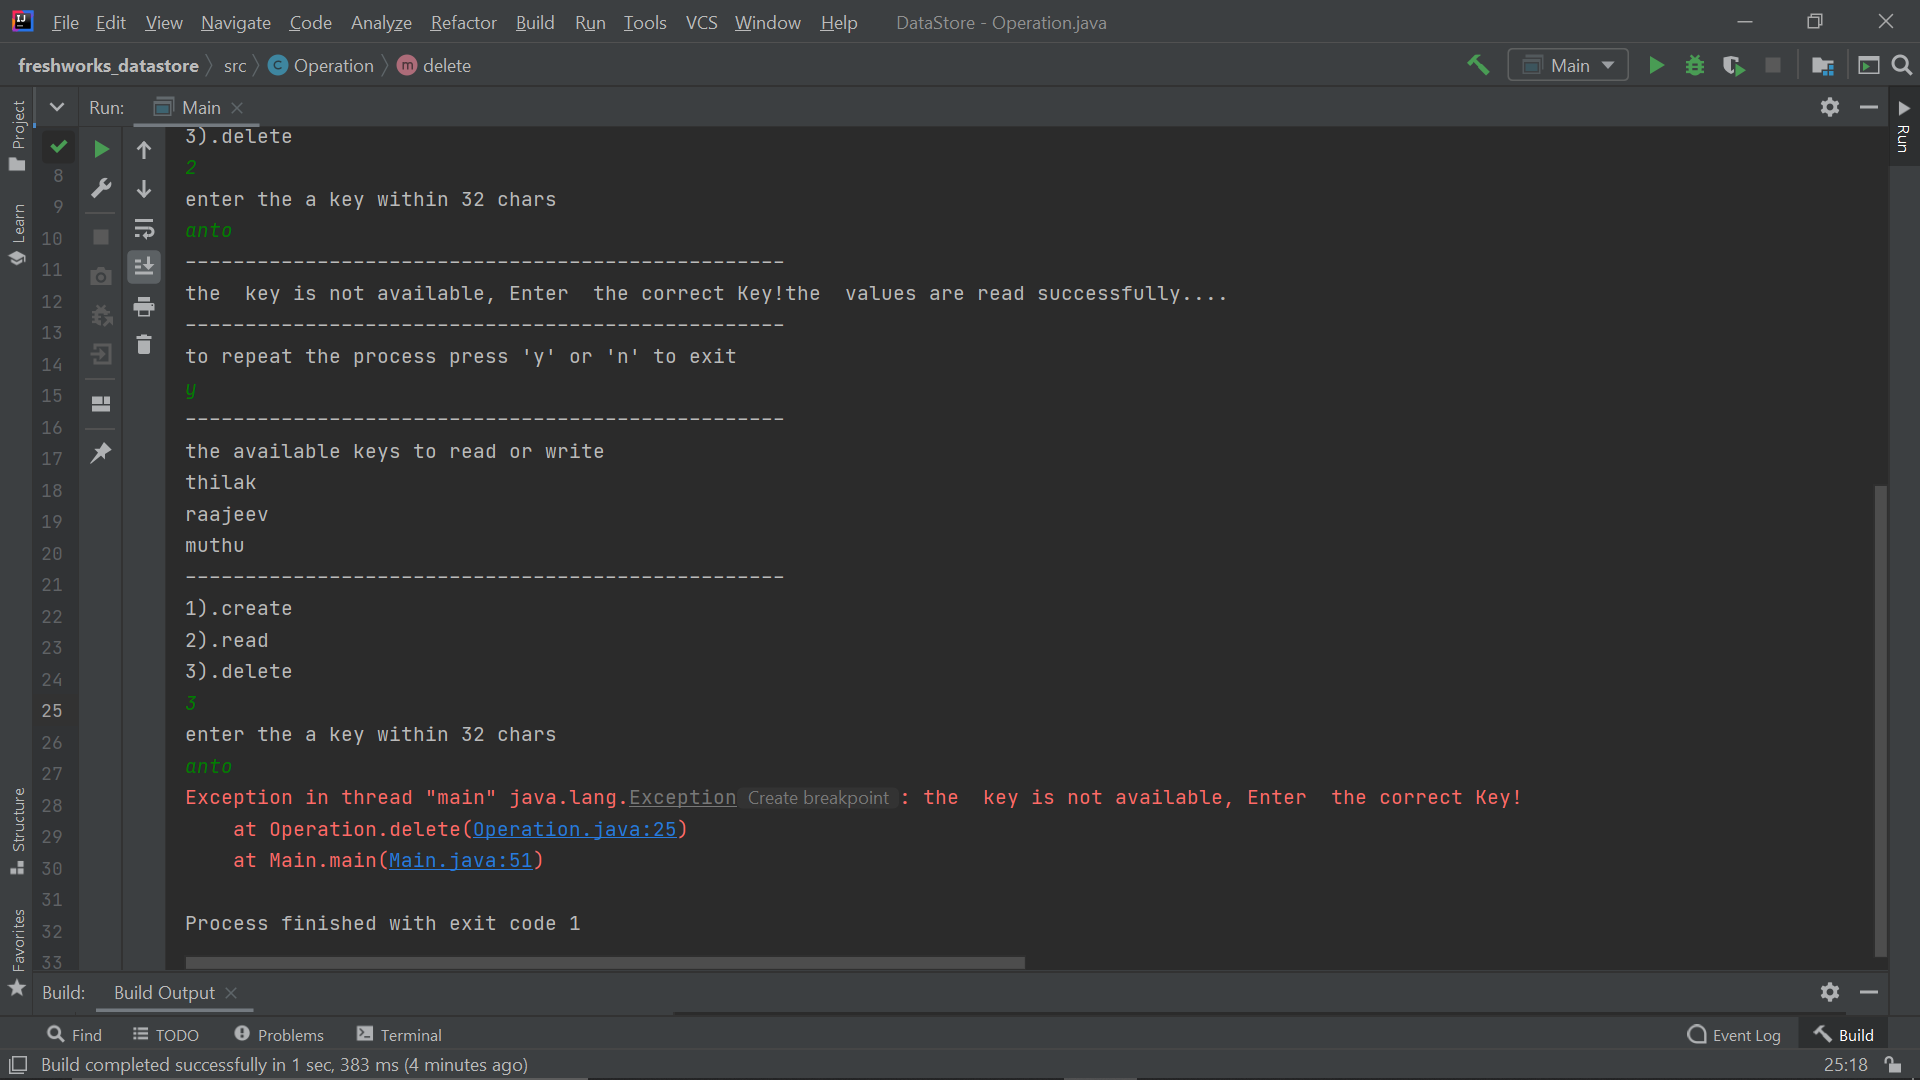 File Edit View Navigate Code Analyze Refactor Build Run Tools VCS Window Help DataStore - Operation.java
freshworks_datastore src C Operation m delete Main
Project
Learn
Structure
Favorites
Run
Run: Main
8
9
10
11
12
13
14
15
16
17
18
19
20
21
22
23
24
25
26
27
28
29
30
31
32
33
3).delete
2
enter the a key within 32 chars
anto
--------------------------------------------------
the  key is not available, Enter  the correct Key!the  values are read successfully....
--------------------------------------------------
to repeat the process press 'y' or 'n' to exit
y
--------------------------------------------------
the available keys to read or write
thilak
raajeev
muthu
--------------------------------------------------
1).create
2).read
3).delete
3
enter the a key within 32 chars
anto
Exception in thread "main" java.lang.Exception Create breakpoint : the  key is not available, Enter  the correct Key!
at Operation.delete(Operation.java:25)
at Main.main(Main.java:51)
Process finished with exit code 1
Build: Build Output
Find TODO Problems Terminal Event Log Build
Build completed successfully in 1 sec, 383 ms (4 minutes ago) 25:18